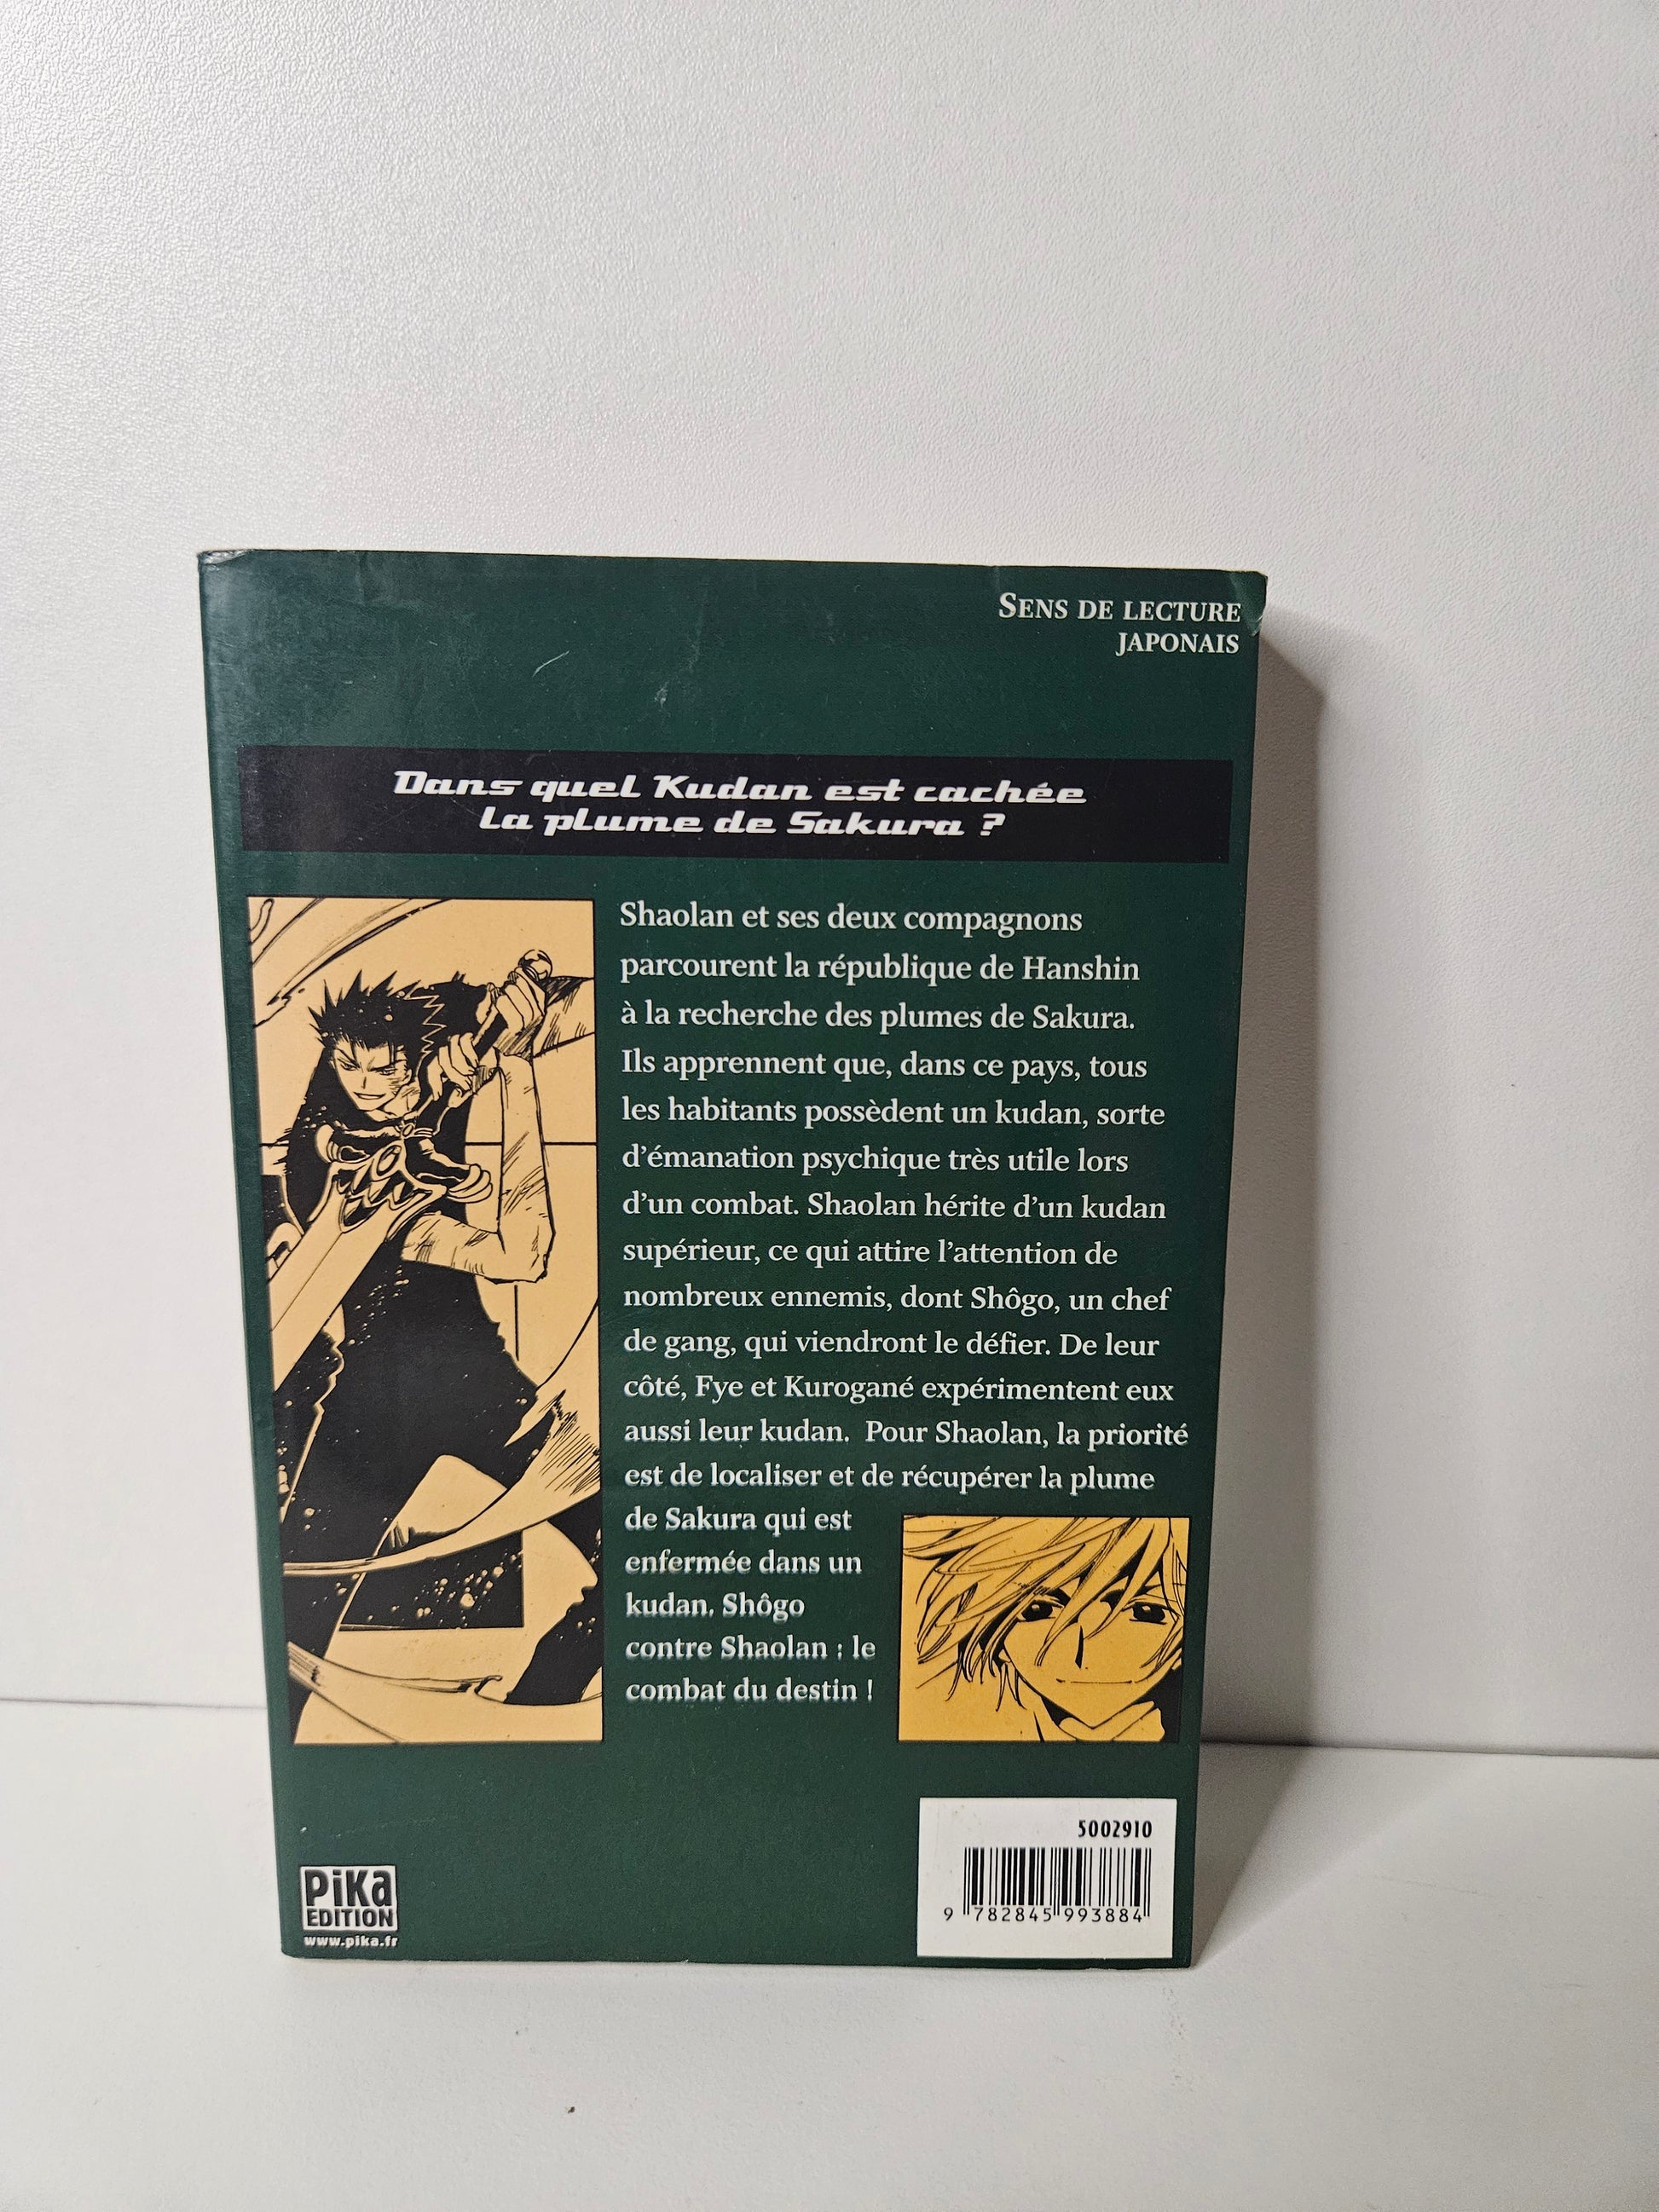 SENS DE LECTURE
JAPONAIS
Dans quel Kudan est cachée
la plume de Sakura ?
Shaolan et ses deux compagnons
parcourent la république de Hanshin
à la recherche des plumes de Sakura.
Ils apprennent que, dans ce pays, tous
les habitants possèdent un kudan, sorte
d'émanation psychique très utile lors
d'un combat. Shaolan hérite d'un kudan
supérieur, ce qui attire l'attention de
nombreux ennemis, dont Shôgo, un chef
de gang, qui viendront le défier. De leur
côté, Fye et Kurogané expérimentent eux
aussi leur kudan. Pour Shaolan, la priorité
est de localiser et de récupérer la plume
de Sakura qui est
enfermée dans un
kudan. Shôgo
contre Shaolan : le
combat du destin !
5002910
9 782845 993884
PiKa
EDITION
www.pika.fr